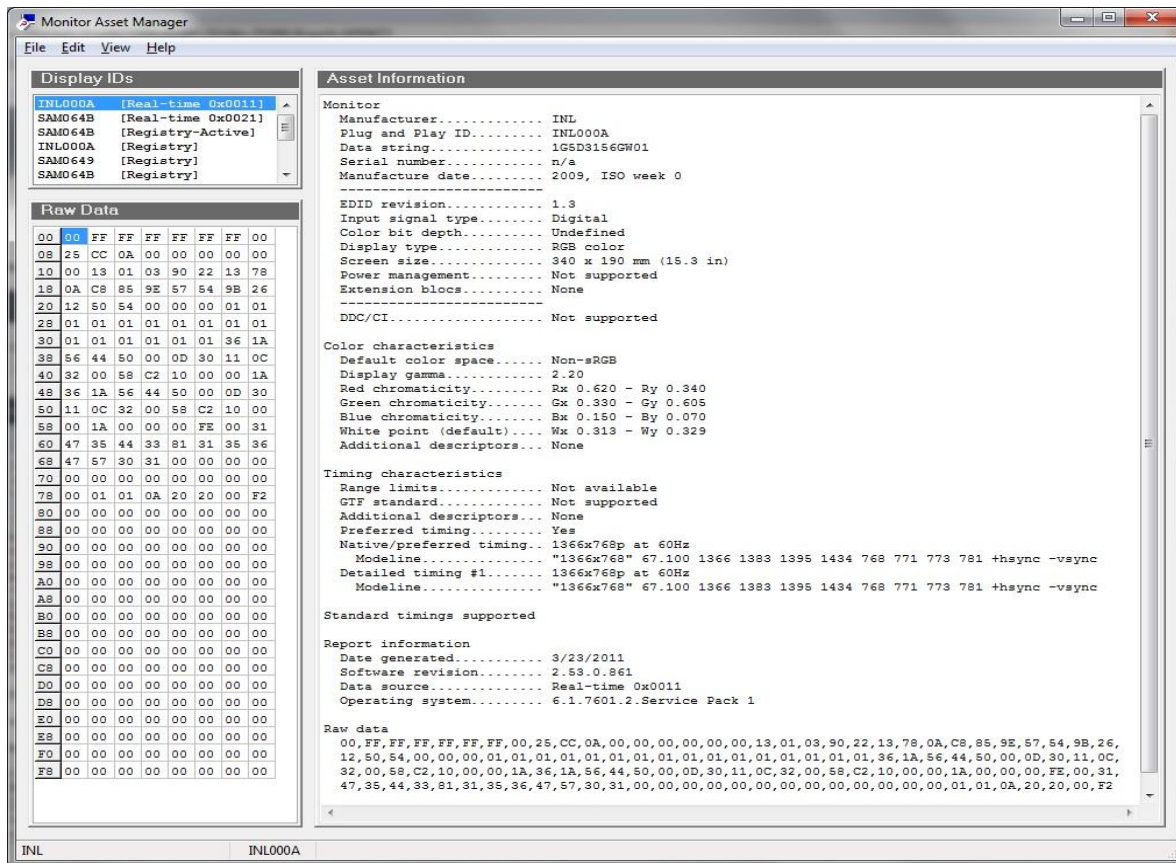 Monitor Asset Manager
File Edit View Help
Display IDs
INL000A [Real-time 0x0011]
SAM064B [Real-time 0x0021]
SAM064B [Registry-Active]
INL000A [Registry]
SAM0649 [Registry]
SAM064B [Registry]
Raw Data
00 00 FF FF FF FF FF FF 00
08 25 CC 0A 00 00 00 00 00
10 00 13 01 03 90 22 13 78
18 0A C8 85 9E 57 54 9B 26
20 12 50 54 00 00 00 01 01
28 01 01 01 01 01 01 01 01
30 01 01 01 01 01 01 36 1A
38 56 44 50 00 0D 30 11 0C
40 32 00 58 C2 10 00 00 1A
48 36 1A 56 44 50 00 0D 30
50 11 0C 32 00 58 C2 10 00
58 00 1A 00 00 00 FE 00 31
60 47 35 44 33 81 31 35 36
68 47 57 30 31 00 00 00 00
70 00 00 00 00 00 00 00 00
78 00 01 01 0A 20 20 00 F2
80 00 00 00 00 00 00 00 00
88 00 00 00 00 00 00 00 00
90 00 00 00 00 00 00 00 00
98 00 00 00 00 00 00 00 00
A0 00 00 00 00 00 00 00 00
A8 00 00 00 00 00 00 00 00
B0 00 00 00 00 00 00 00 00
B8 00 00 00 00 00 00 00 00
C0 00 00 00 00 00 00 00 00
C8 00 00 00 00 00 00 00 00
D0 00 00 00 00 00 00 00 00
D8 00 00 00 00 00 00 00 00
E0 00 00 00 00 00 00 00 00
E8 00 00 00 00 00 00 00 00
F0 00 00 00 00 00 00 00 00
F8 00 00 00 00 00 00 00 00
Asset Information
Monitor
Manufacturer............. INL
Plug and Play ID......... INL000A
Data string.............. 1G5D3156GW01
Serial number............ n/a
Manufacture date......... 2009, ISO week 0
-------------------------
EDID revision............ 1.3
Input signal type........ Digital
Color bit depth.......... Undefined
Display type............. RGB color
Screen size.............. 340 x 190 mm (15.3 in)
Power management......... Not supported
Extension blocs.......... None
-------------------------
DDC/CI................... Not supported
Color characteristics
Default color space...... Non-sRGB
Display gamma............ 2.20
Red chromaticity......... Rx 0.620 - Ry 0.340
Green chromaticity....... Gx 0.330 - Gy 0.605
Blue chromaticity........ Bx 0.150 - By 0.070
White point (default).... Wx 0.313 - Wy 0.329
Additional descriptors... None
Timing characteristics
Range limits............. Not available
GTF standard............. Not supported
Additional descriptors... None
Preferred timing......... Yes
Native/preferred timing.. 1366x768p at 60Hz
Modeline............... "1366x768" 67.100 1366 1383 1395 1434 768 771 773 781 +hsync -vsync
Detailed timing #1....... 1366x768p at 60Hz
Modeline............... "1366x768" 67.100 1366 1383 1395 1434 768 771 773 781 +hsync -vsync
Standard timings supported
Report information
Date generated........... 3/23/2011
Software revision........ 2.53.0.861
Data source.............. Real-time 0x0011
Operating system......... 6.1.7601.2.Service Pack 1
Raw data
00,FF,FF,FF,FF,FF,FF,00,25,CC,0A,00,00,00,00,00,00,13,01,03,90,22,13,78,0A,C8,85,9E,57,54,9B,26,
12,50,54,00,00,00,01,01,01,01,01,01,01,01,01,01,01,01,01,01,01,01,36,1A,56,44,50,00,0D,30,11,0C,
32,00,58,C2,10,00,00,1A,36,1A,56,44,50,00,0D,30,11,0C,32,00,58,C2,10,00,00,1A,00,00,00,FE,00,31,
47,35,44,33,81,31,35,36,47,57,30,31,00,00,00,00,00,00,00,00,00,00,00,00,00,01,01,0A,20,20,00,F2
INL INL000A